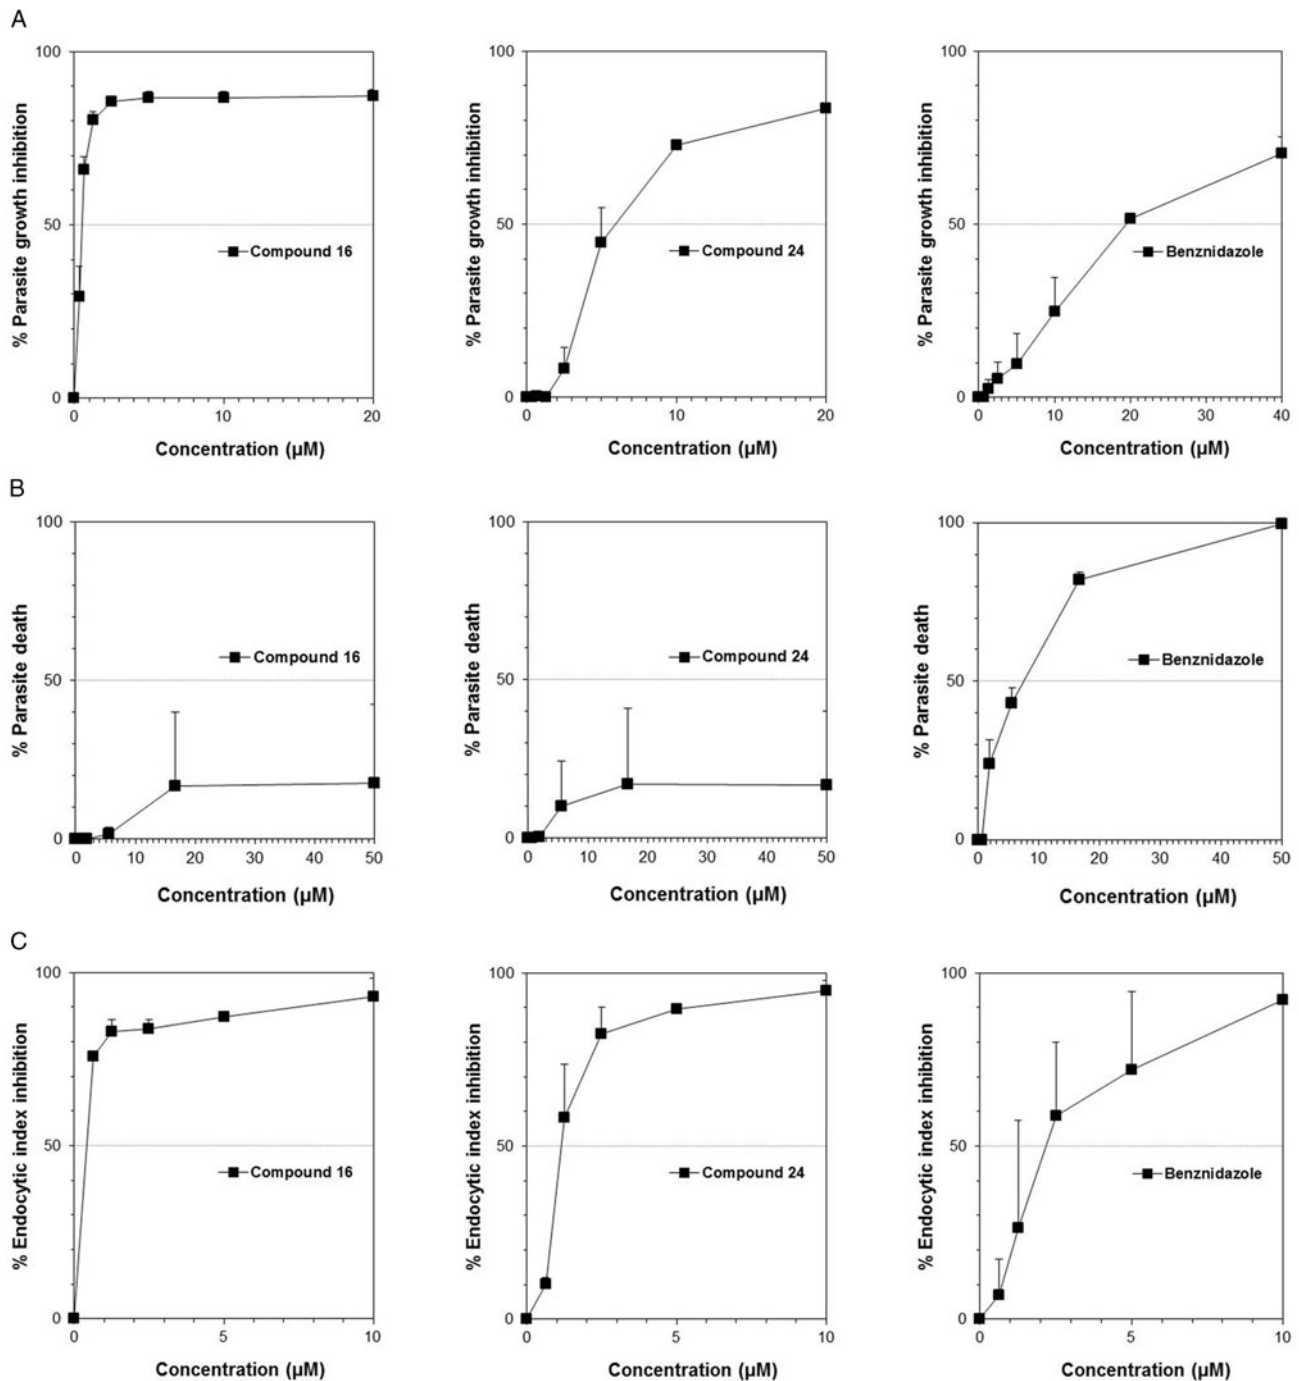 A
% Parasite growth inhibition
100
50
0
Compound 16
0 10 20
Concentration (µM)
% Parasite growth inhibition
100
50
0
Compound 24
0 10 20
Concentration (µM)
% Parasite growth inhibition
100
50
0
Benznidazole
0 10 20 30 40
Concentration (µM)
B
% Parasite death
100
50
0
Compound 16
0 10 20 30 40 50
Concentration (µM)
% Parasite death
100
50
0
Compound 24
0 10 20 30 40 50
Concentration (µM)
% Parasite death
100
50
0
Benznidazole
0 10 20 30 40 50
Concentration (µM)
C
% Endocytic index inhibition
100
50
0
Compound 16
0 5 10
Concentration (µM)
% Endocytic index inhibition
100
50
0
Compound 24
0 5 10
Concentration (µM)
% Endocytic index inhibition
100
50
0
Benznidazole
0 5 10
Concentration (µM)